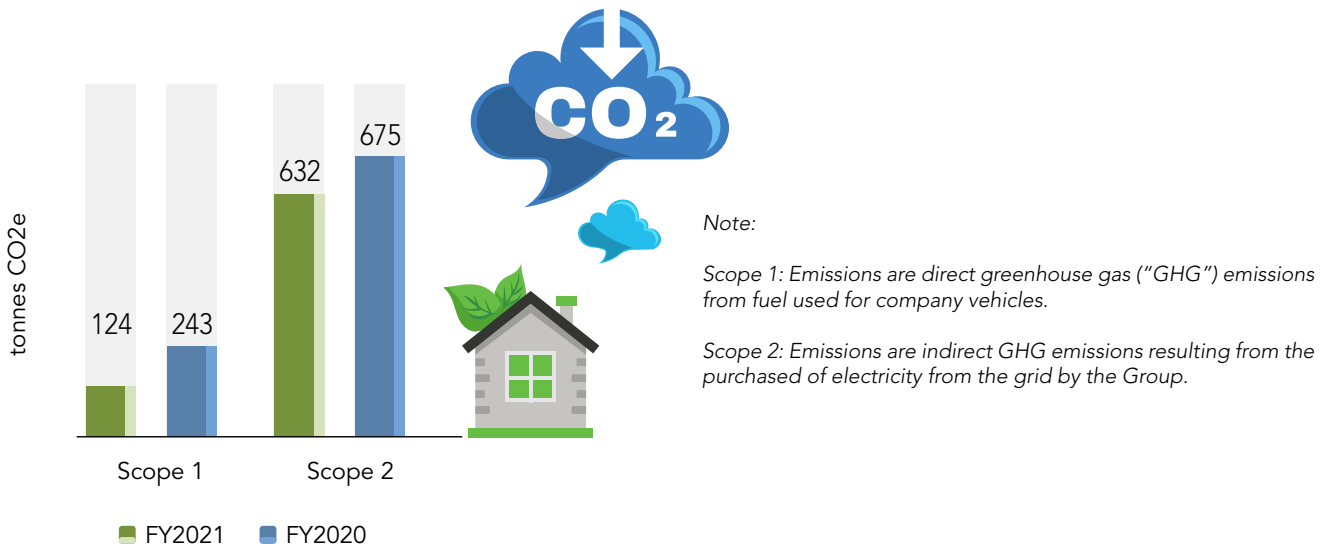 CO2
675
632
tonnes CO2e
Note:
Scope 1: Emissions are direct greenhouse gas (“GHG”) emissions
from fuel used for company vehicles.
124 243
Scope 2: Emissions are indirect GHG emissions resulting from the
purchased of electricity from the grid by the Group.
Scope 1 Scope 2
FY2021 FY2020